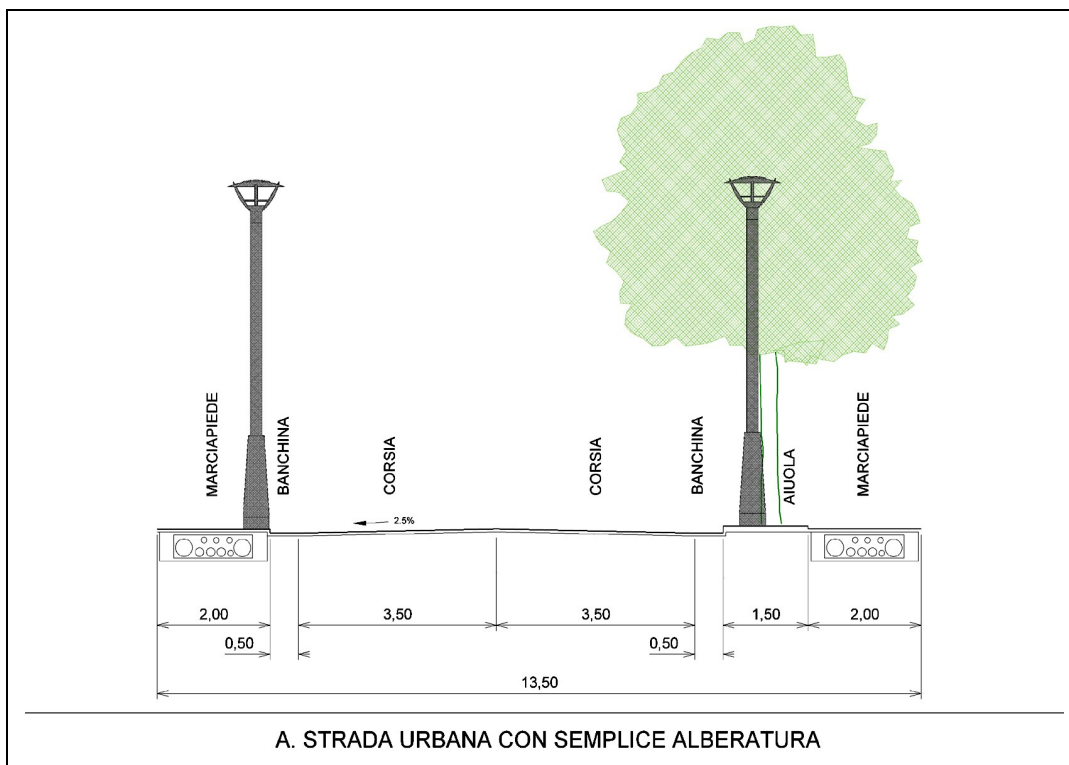 MARCIAPIEDE
BANCHINA
CORSIA
CORSIA
BANCHINA
AIUOLA
MARCIAPIEDE
2.5%
2,00
3,50
3,50
1,50
2,00
0,50
0,50
13,50
A. STRADA URBANA CON SEMPLICE ALBERATURA